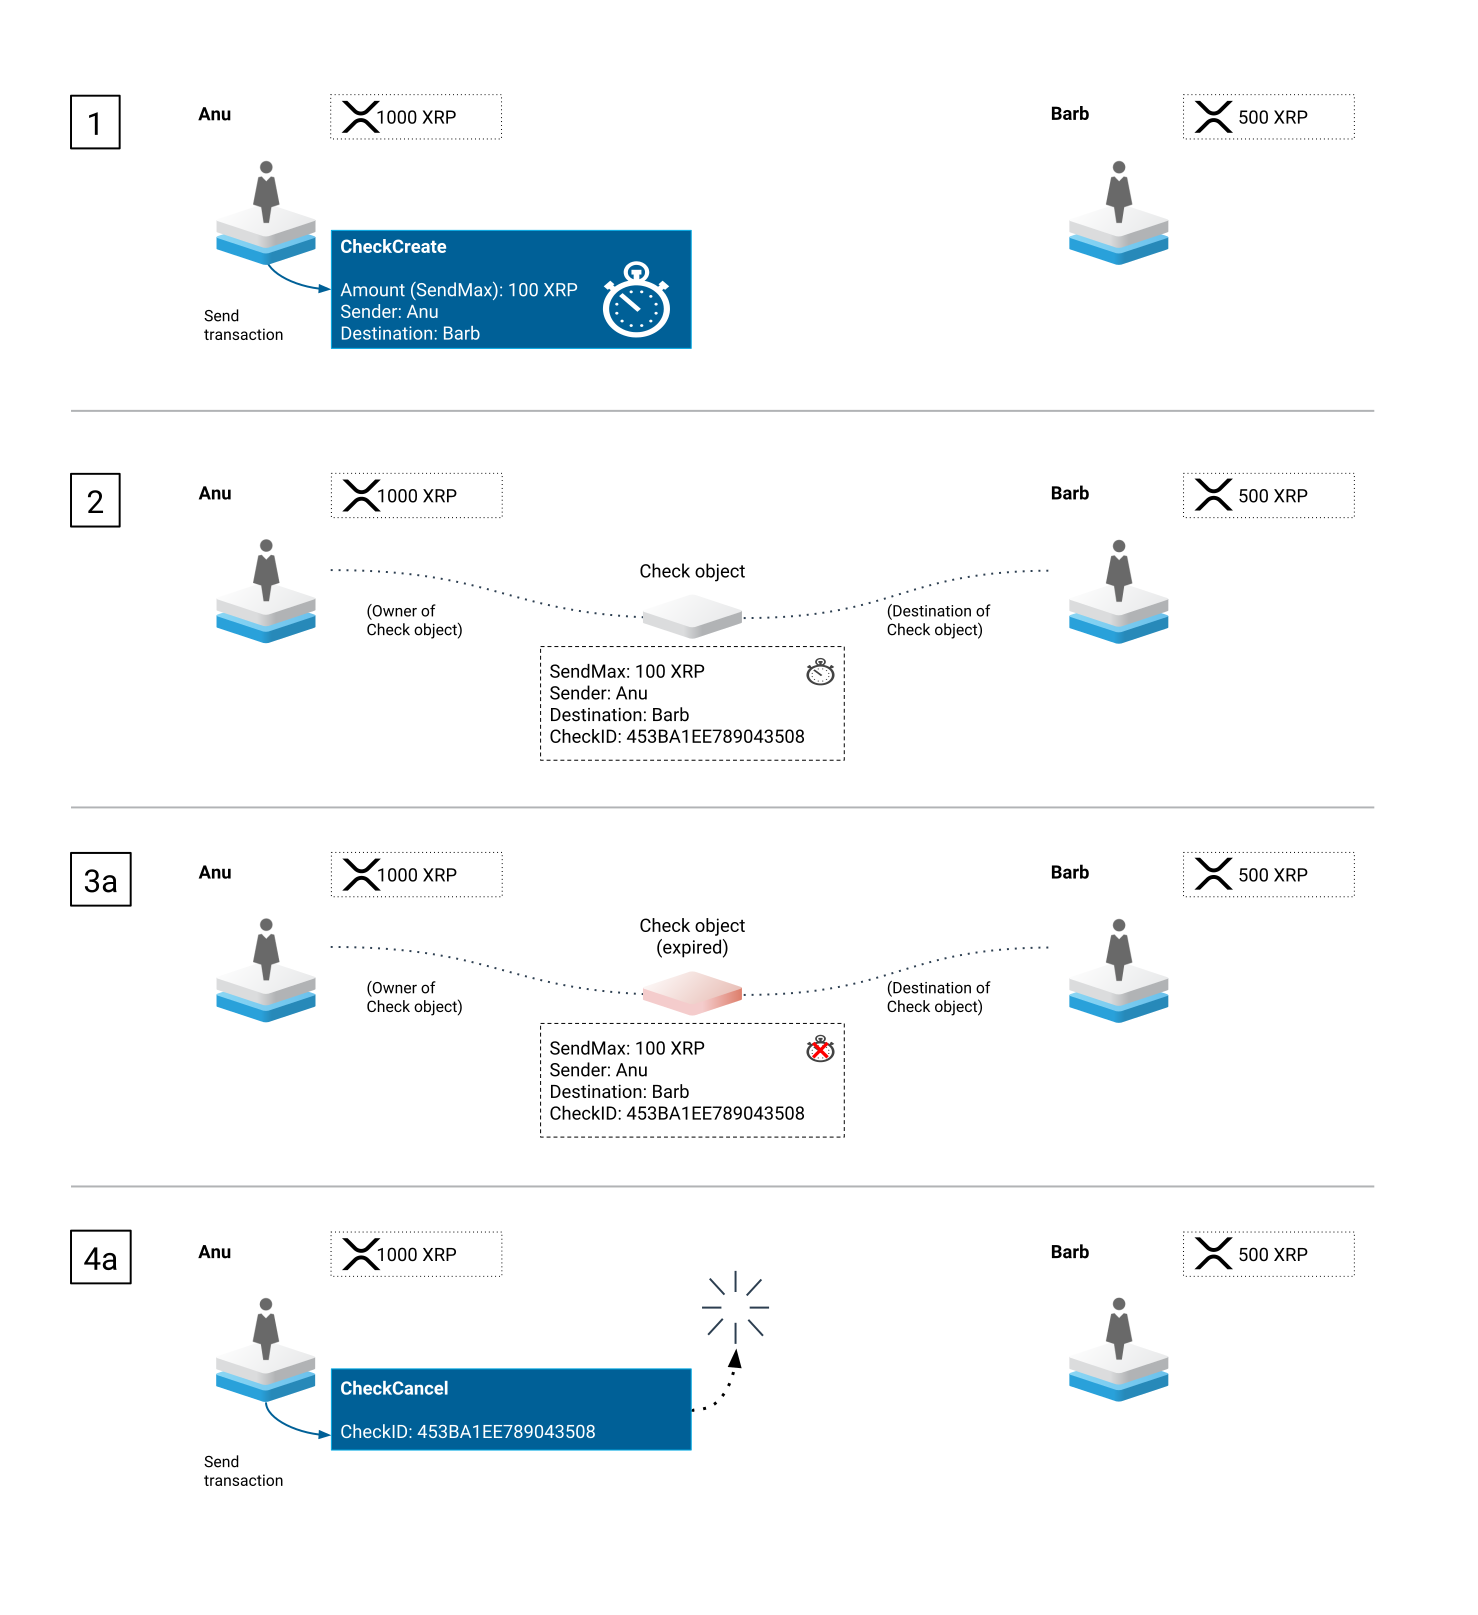 1
Anu
1000 XRP
Barb
500 XRP
CheckCreate
Amount (SendMax): 100 XRP
Sender: Anu
Destination: Barb
Send
transaction
2
Anu
1000 XRP
Barb
500 XRP
Check object
(Owner of
Check object)
(Destination of
Check object)
SendMax: 100 XRP
Sender: Anu
Destination: Barb
CheckID: 453BA1EE789043508
3a
Anu
1000 XRP
Barb
500 XRP
Check object
(expired)
(Owner of
Check object)
(Destination of
Check object)
SendMax: 100 XRP
Sender: Anu
Destination: Barb
CheckID: 453BA1EE789043508
4a
Anu
1000 XRP
Barb
500 XRP
CheckCancel
CheckID: 453BA1EE789043508
Send
transaction